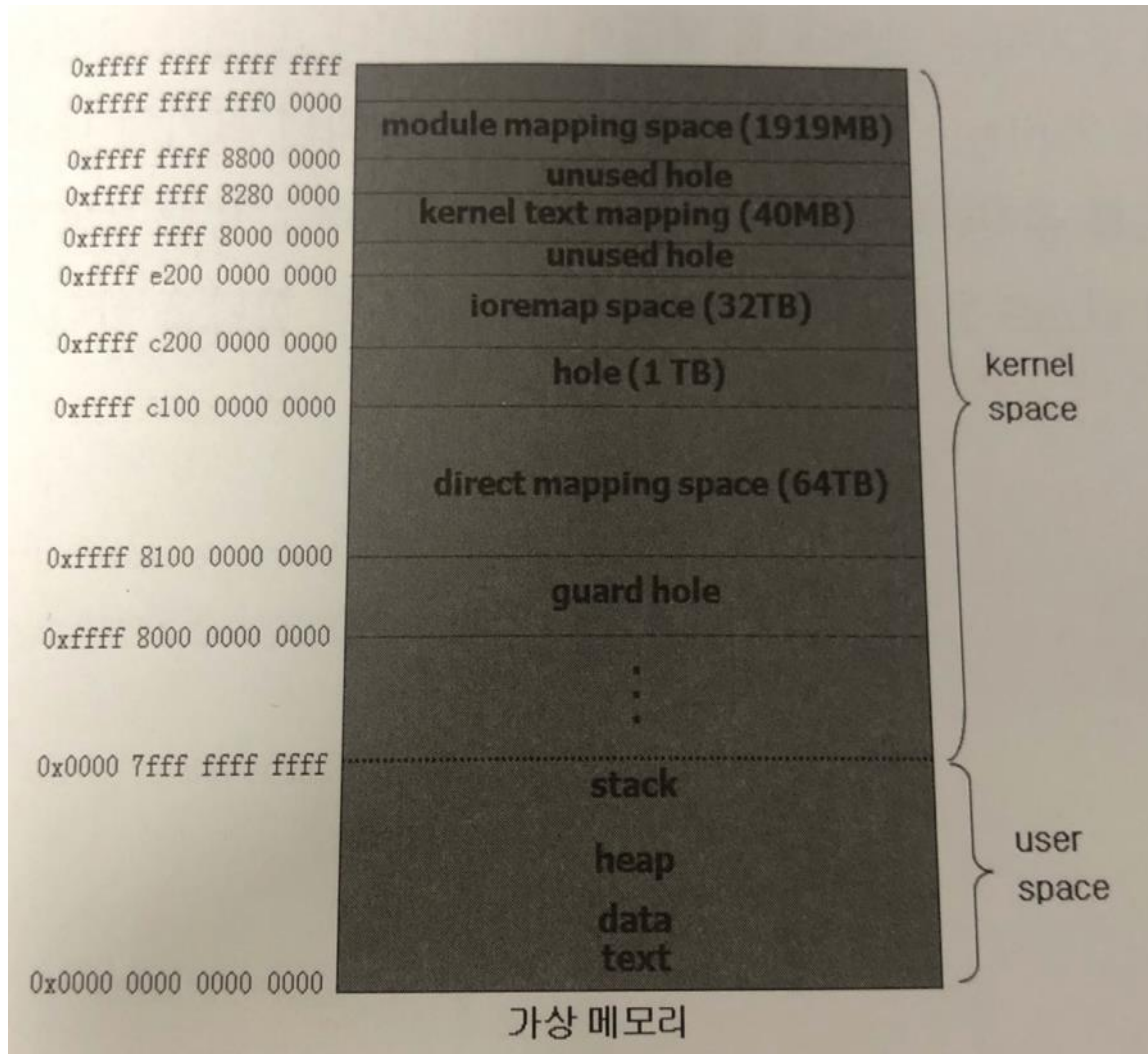 0xffff ffff ffff ffff
0xffff ffff fff0 0000
module mapping space (1919MB)
0xffff ffff 8800 0000
unused hole
0xffff ffff 8280 0000
kernel text mapping (40MB)
0xffff ffff 8000 0000
unused hole
0xffff e200 0000 0000
ioremap space (32TB)
0xffff c200 0000 0000
hole (1 TB)
kernel
space
0xffff c100 0000 0000
direct mapping space (64TB)
0xffff 8100 0000 0000
guard hole
0xffff 8000 0000 0000
0x0000 7fff ffff ffff
stack
heap
user
space
data
text
0x0000 0000 0000 0000
가상 메모리